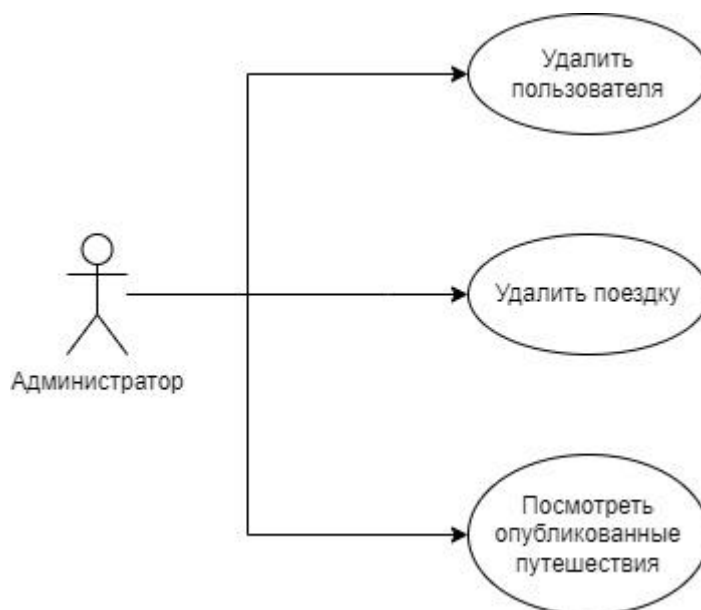 Удалить
пользователя
Удалить поездку
Администратор
Посмотреть
опубликованные
путешествия